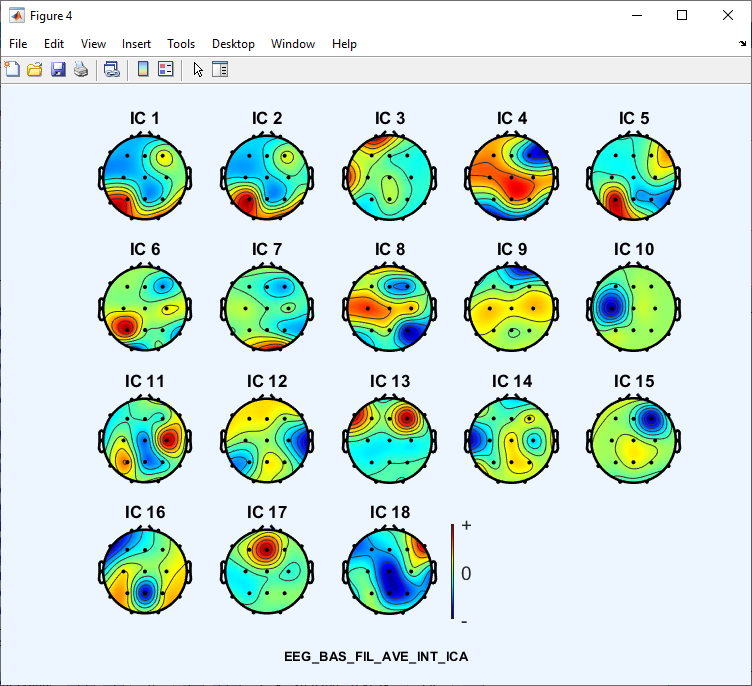 Figure 4
File Edit View Insert Tools Desktop Window Help
IC 1 IC 2 IC 3 IC 4 IC 5
IC 6 IC 7 IC 8 IC 9 IC 10
IC 11 IC 12 IC 13 IC 14 IC 15
IC 16 IC 17 IC 18
+
0
-
EEG_BAS_FIL_AVE_INT_ICA